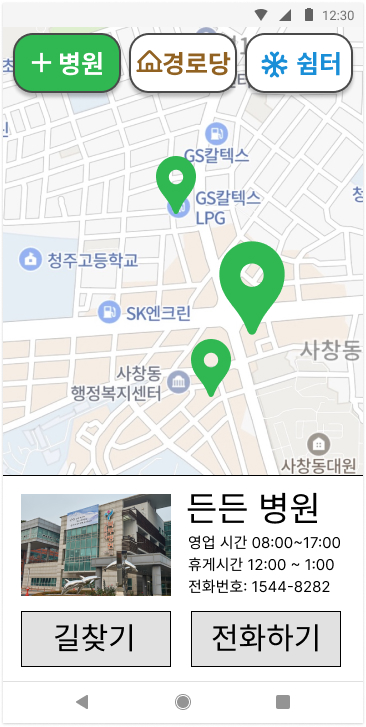 12:30
병원
경로당
쉼터
GS칼텍스
GS칼텍스
LPG
청주고등학교
SK엔크린
사창동
사창동
행정복지센터
사창동대원
든든 병원
영업 시간 08:00~17:00
휴게시간 12:00 ~ 1:00
전화번호: 1544-8282
길찾기
전화하기